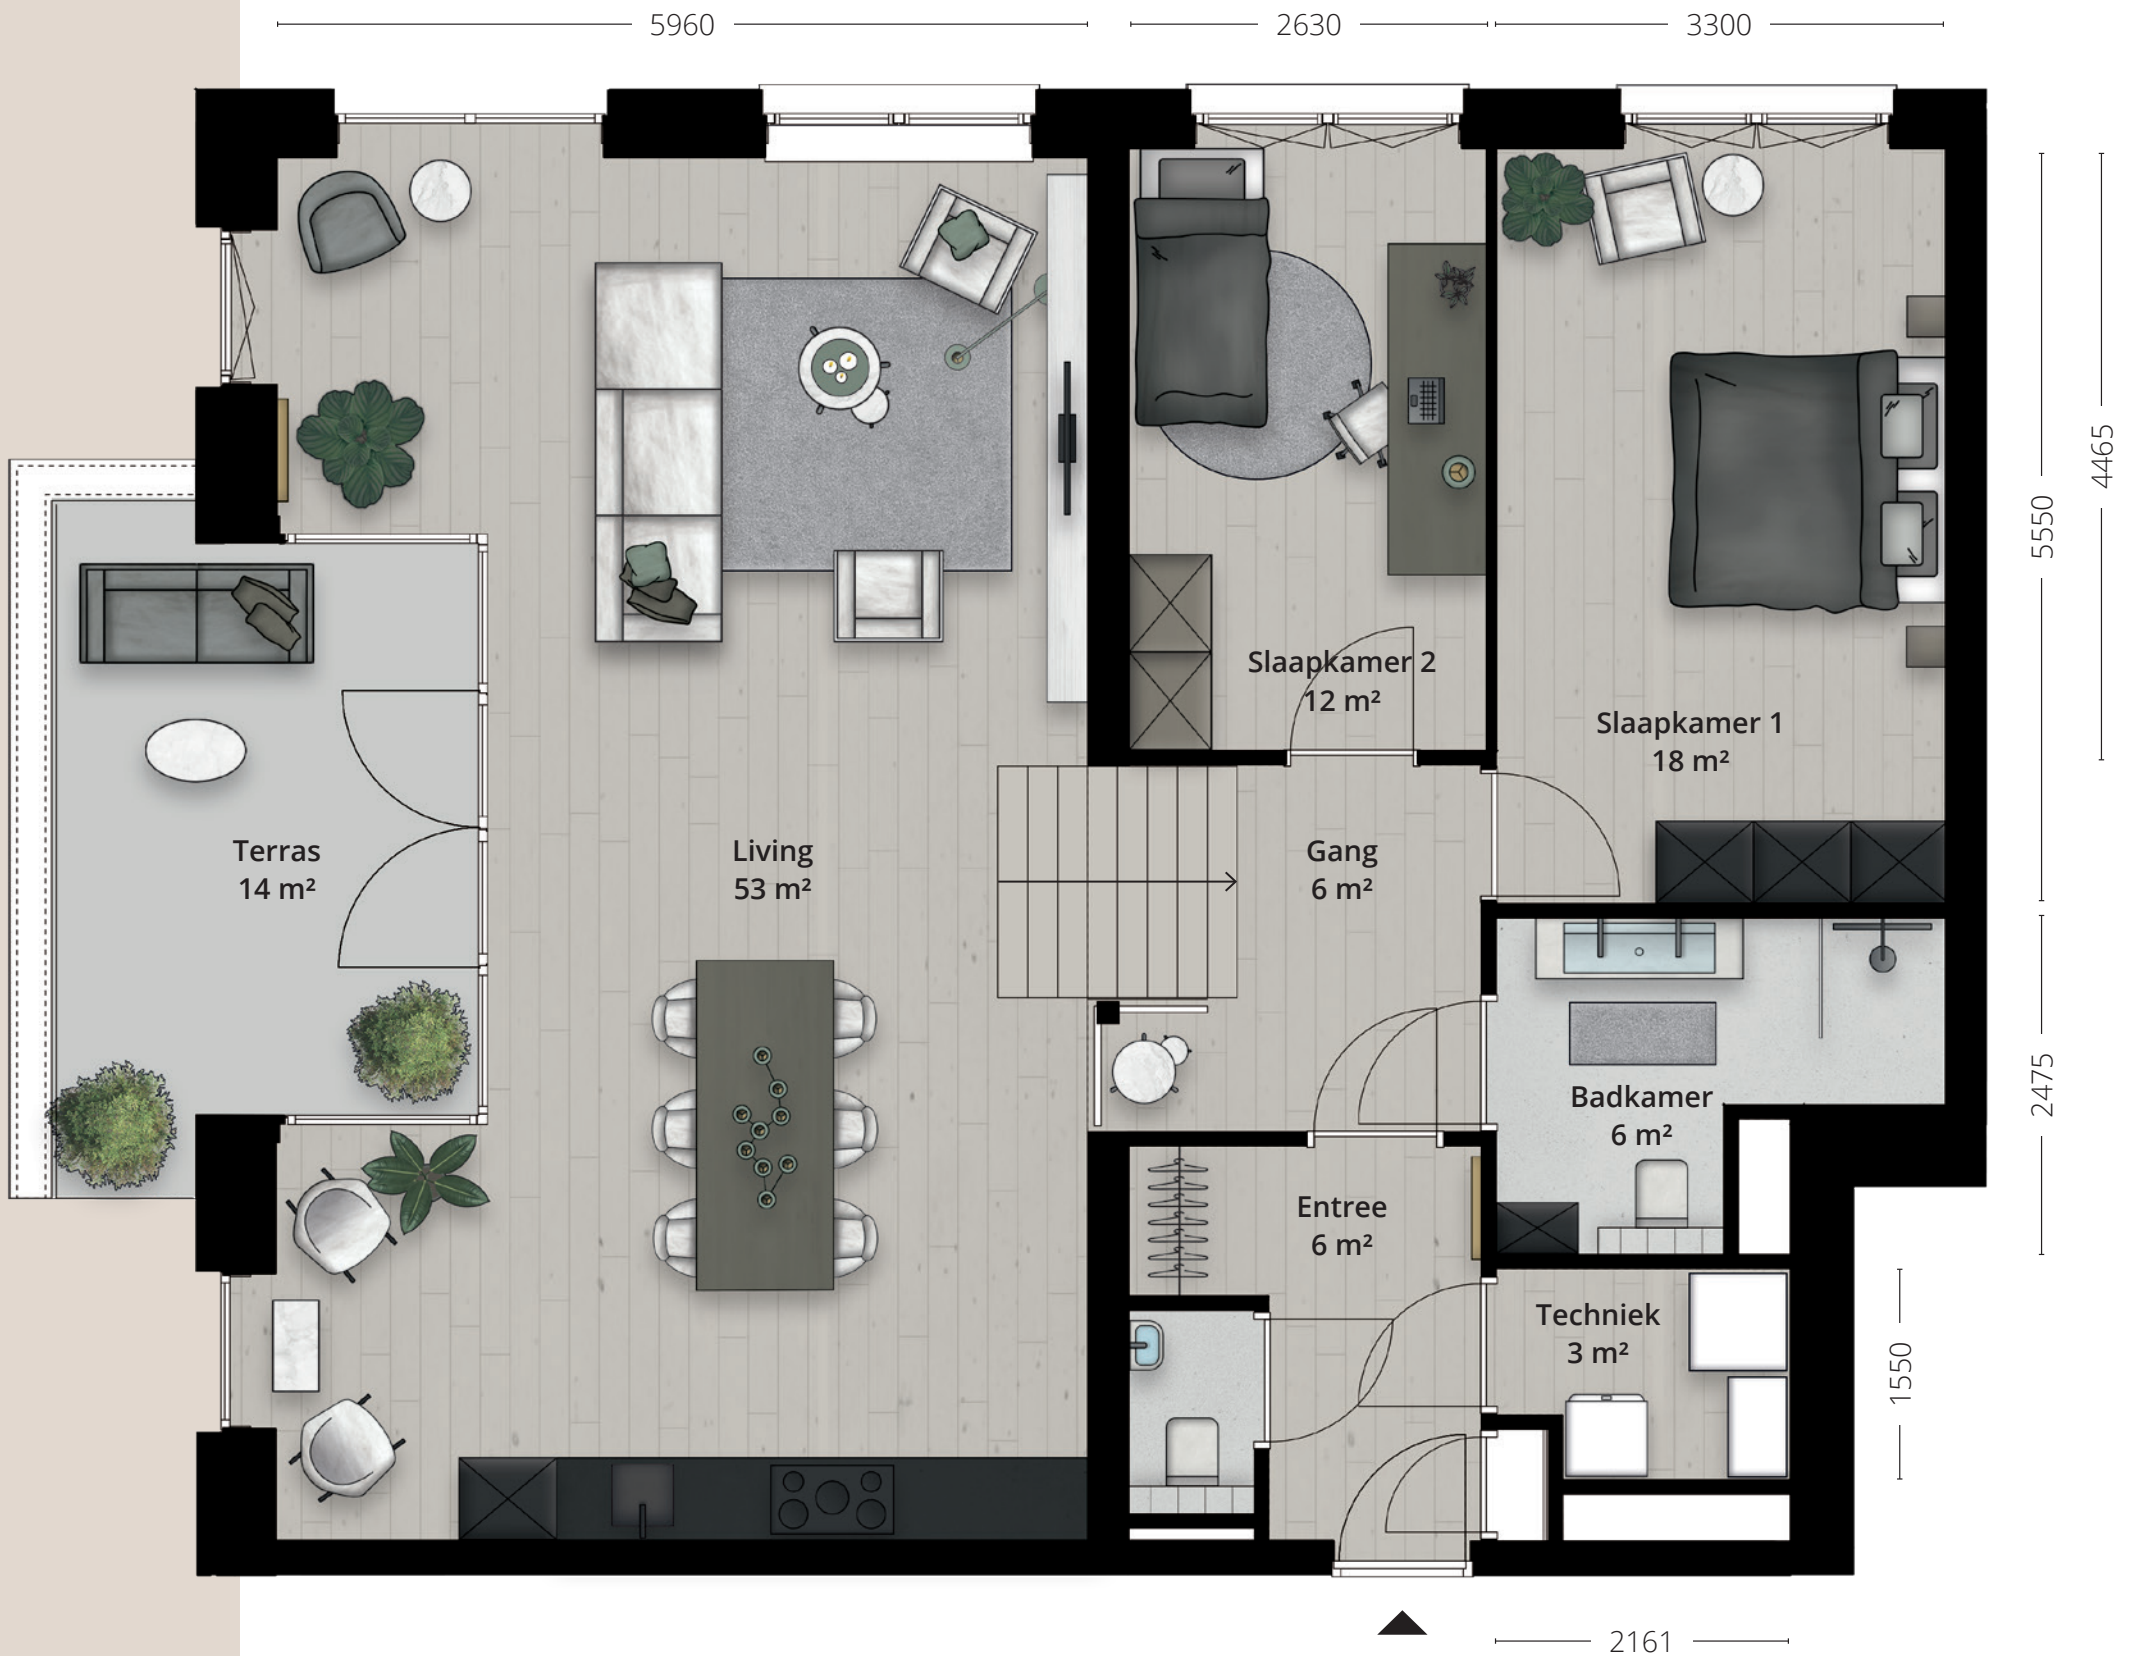 5960
2630
3300
4465
5550
Slaapkamer 2
12 m²
Slaapkamer 1
18 m²
Terras
14 m²
Living
53 m²
Gang
6 m²
2475
Badkamer
6 m²
Entree
6 m²
Techniek
3 m²
1550
2161